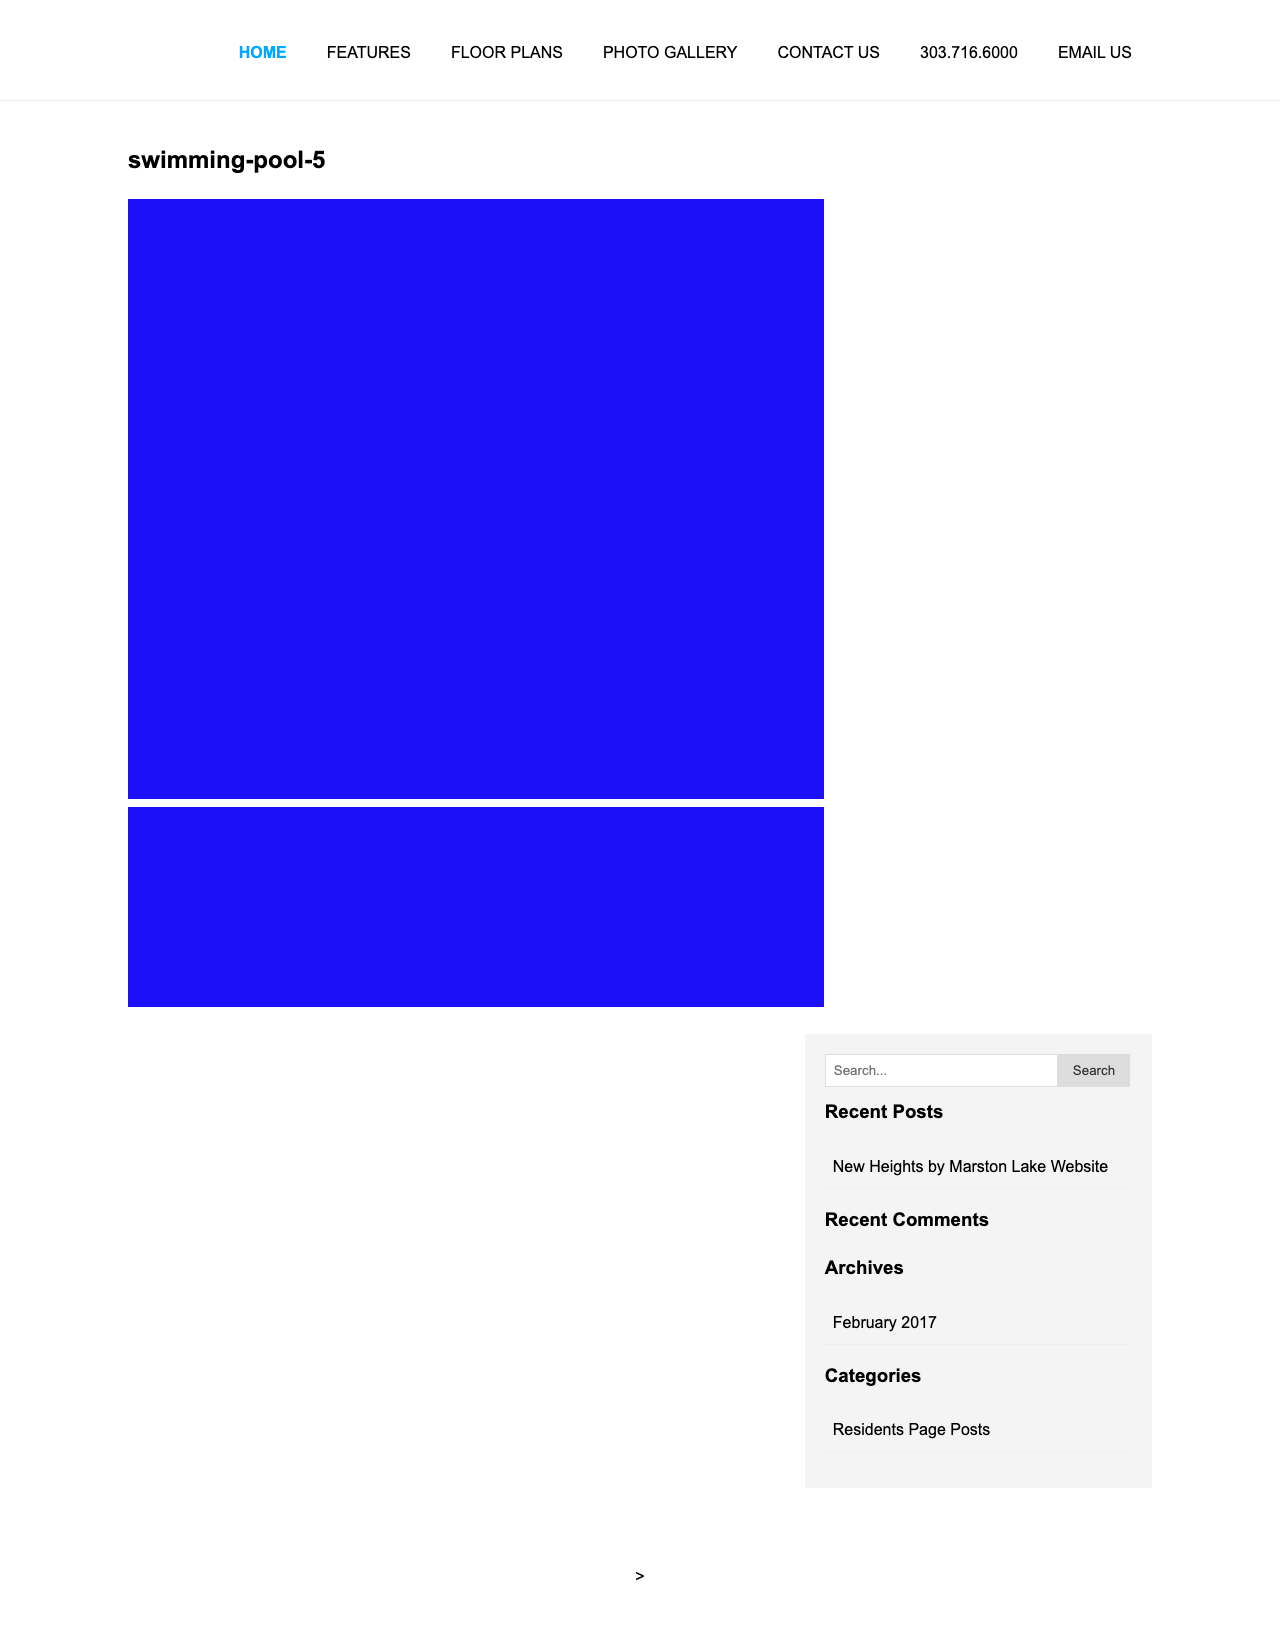 HOME FEATURES FLOOR PLANS PHOTO GALLERY CONTACT US 303.716.6000 EMAIL US
swimming-pool-5
Search... Search
Recent Posts
New Heights by Marston Lake Website
Recent Comments
Archives
February 2017
Categories
Residents Page Posts
>